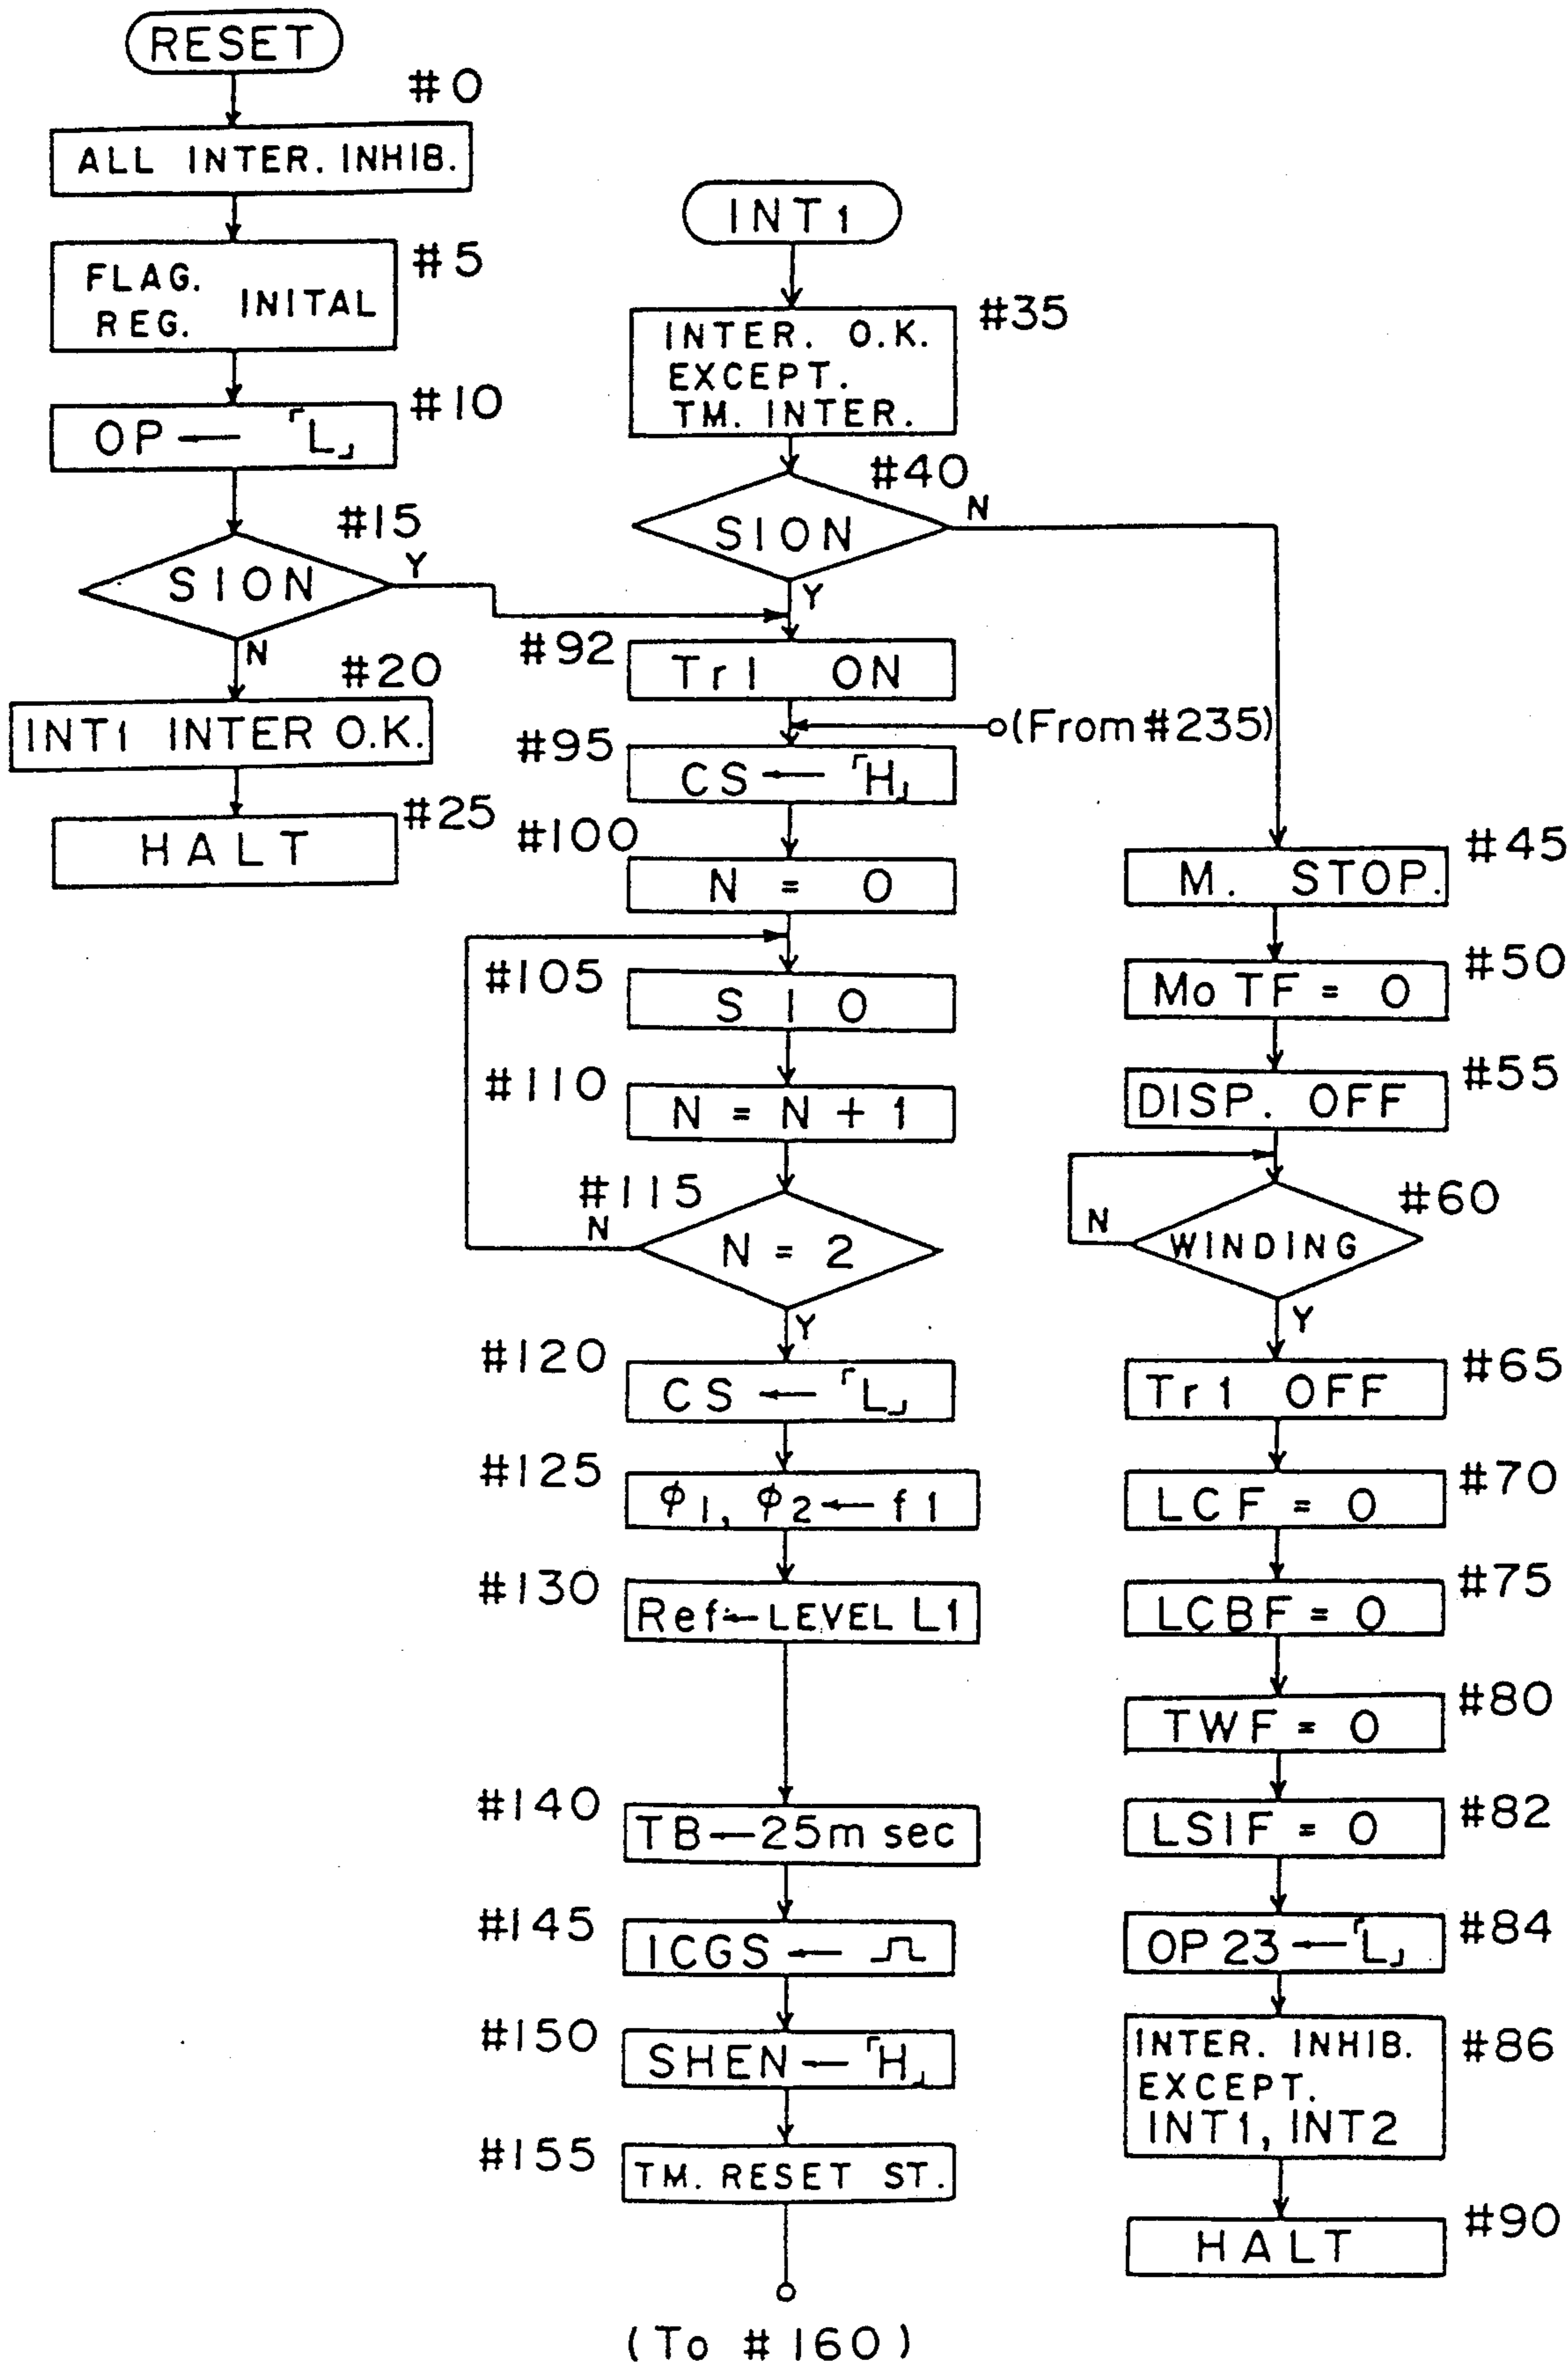 RESET
#0
ALL INTER. INHIB.
#5
FLAG.
REG. INITAL
#10
OP ← 「L」
#15
SION
Y
N
#20
INT1 INTER O.K.
#25
HALT
INT1
#35
INTER. O.K.
EXCEPT.
TM. INTER.
#40
SION
N
Y
#92
Tr1 ON
(From #235)
#95
CS ← 「H」
#100
N = 0
#105
SIO
#110
N = N + 1
#115
N
N = 2
Y
#120
CS ← 「L」
#125
ϕ1, ϕ2 ← f1
#130
Ref ← LEVEL L1
#140
TB ← 25m sec
#145
ICGS ←
#150
SHEN ← 「H」
#155
TM. RESET ST.
(To #160)
#45
M. STOP.
#50
MoTF = 0
#55
DISP. OFF
#60
N
WINDING
Y
#65
Tr1 OFF
#70
LCF = 0
#75
LCBF = 0
#80
TWF = 0
#82
LSIF = 0
#84
OP23 ← 「L」
#86
INTER. INHIB.
EXCEPT.
INT1, INT2
#90
HALT